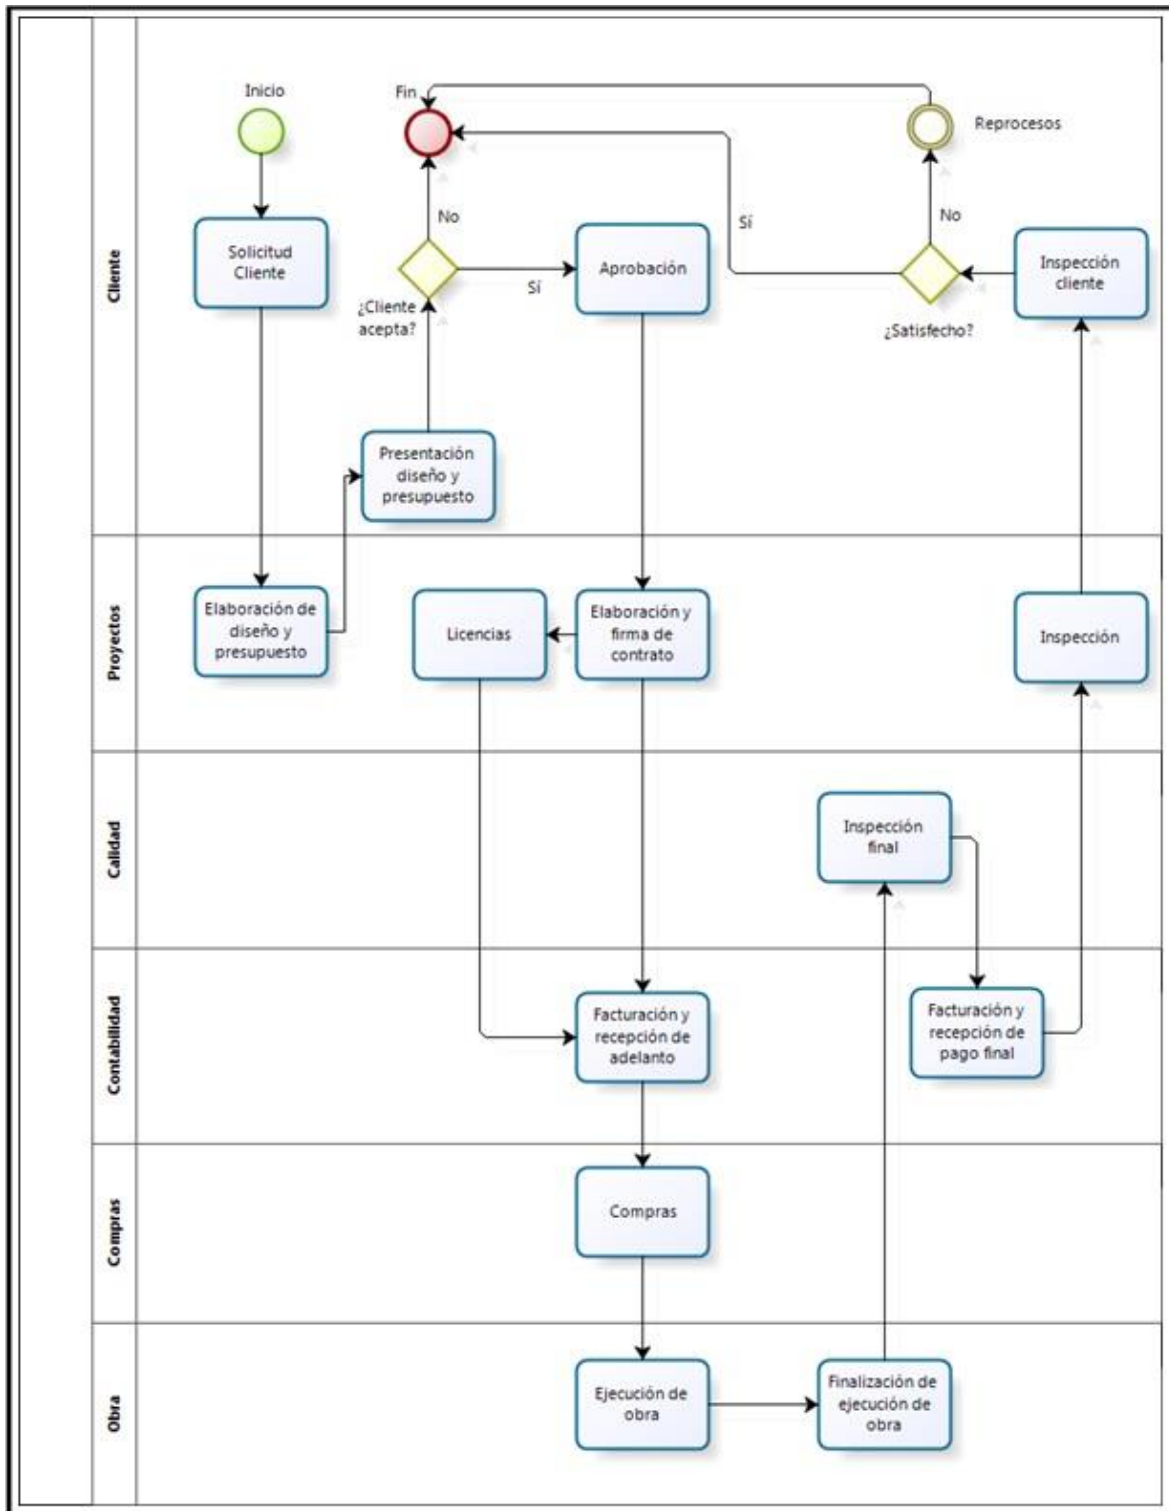 Inicio
Fin
Reprocesos
No
No
Sí
Solicitud
Cliente
Aprobación
Inspección
cliente
Sí
¿Cliente
acepta?
¿Satisfecho?
Cliente
Presentación
diseño y
presupuesto
Proyectos
Elaboración de
diseño y
presupuesto
Licencias
Elaboración y
firma de
contrato
Inspección
Calidad
Inspección
final
Contabilidad
Facturación y
recepción de
adelanto
Facturación y
recepción de
pago final
Compras
Compras
Obra
Ejecución de
obra
Finalización de
ejecución de
obra